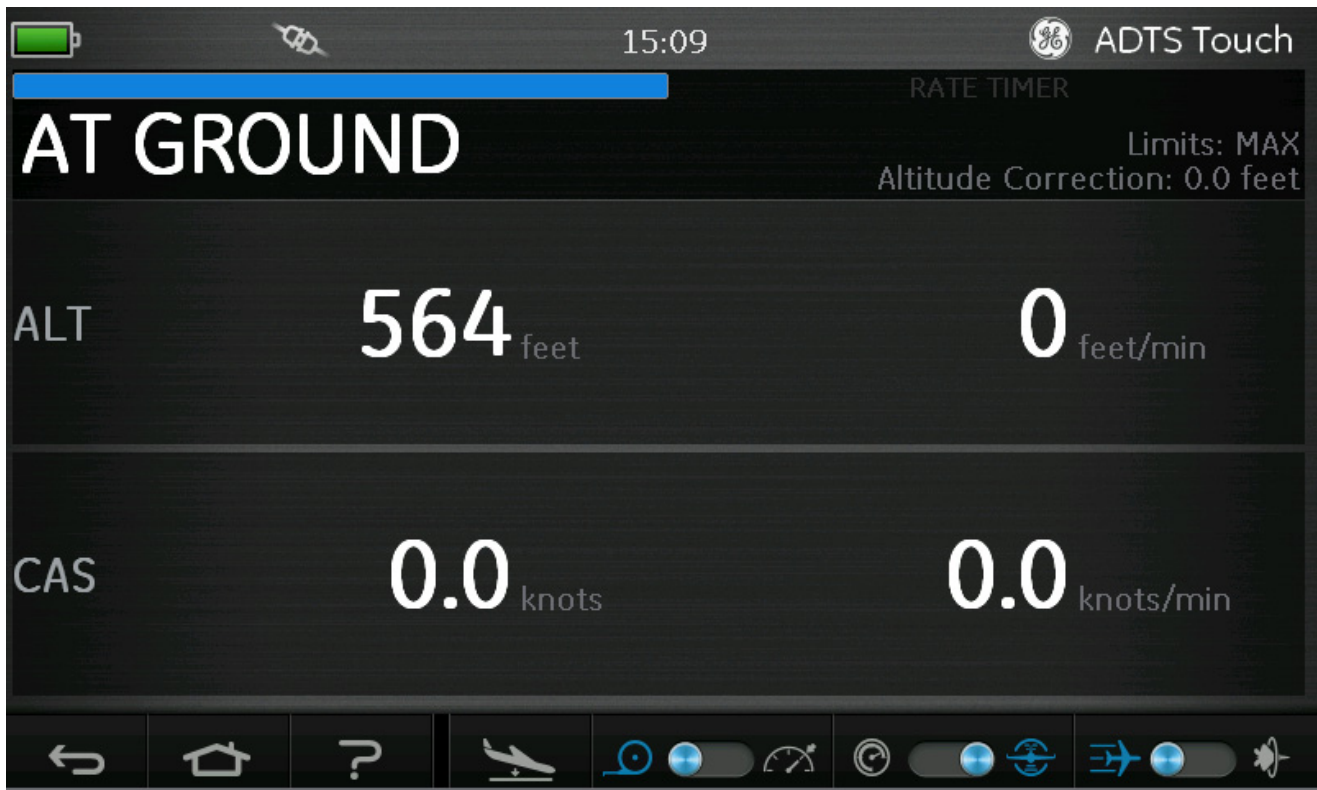 15:09
GE ADTS Touch
RATE TIMER
AT GROUND
Limits: MAX
Altitude Correction: 0.0 feet
ALT 564 feet 0 feet/min
CAS 0.0 knots 0.0 knots/min
?